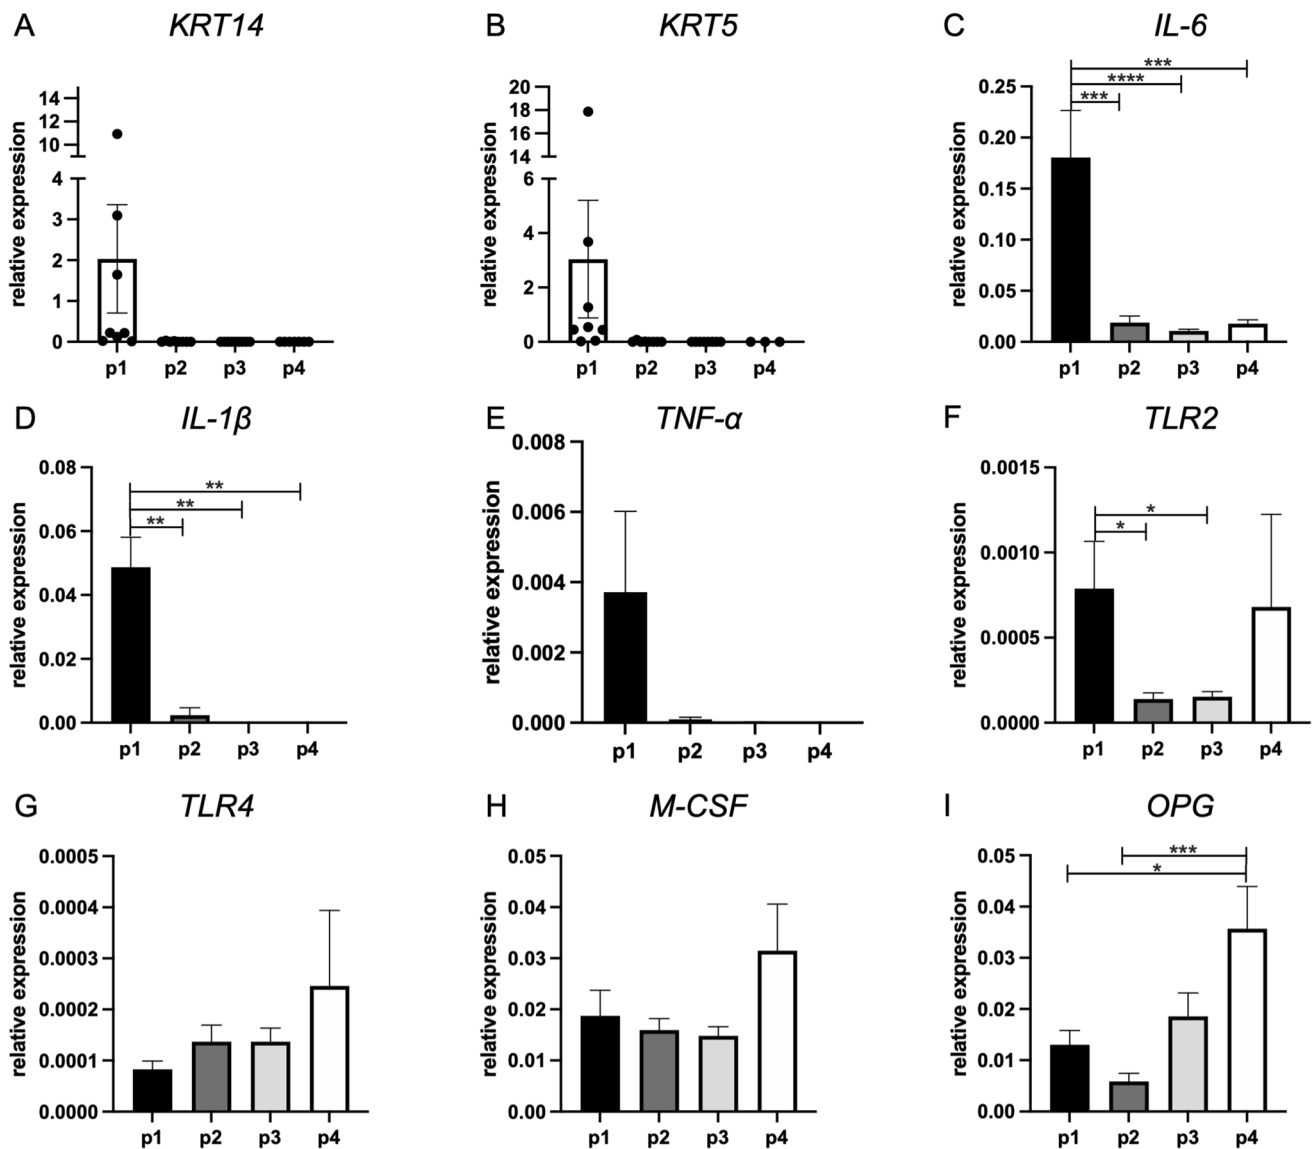 A KRT14
relative expression
14
12
10
4
3
2
1
0
p1 p2 p3 p4
B KRT5
relative expression
20
18
16
14
6
4
2
0
p1 p2 p3 p4
C IL-6
relative expression
***
****
***
0.25
0.20
0.15
0.10
0.05
0.00
p1 p2 p3 p4
D IL-1β
relative expression
**
**
**
0.08
0.06
0.04
0.02
0.00
p1 p2 p3 p4
E TNF-α
relative expression
0.008
0.006
0.004
0.002
0.000
p1 p2 p3 p4
F TLR2
relative expression
*
*
0.0015
0.0010
0.0005
0.0000
p1 p2 p3 p4
G TLR4
relative expression
0.0005
0.0004
0.0003
0.0002
0.0001
0.0000
p1 p2 p3 p4
H M-CSF
relative expression
0.05
0.04
0.03
0.02
0.01
0.00
p1 p2 p3 p4
I OPG
relative expression
***
*
0.05
0.04
0.03
0.02
0.01
0.00
p1 p2 p3 p4